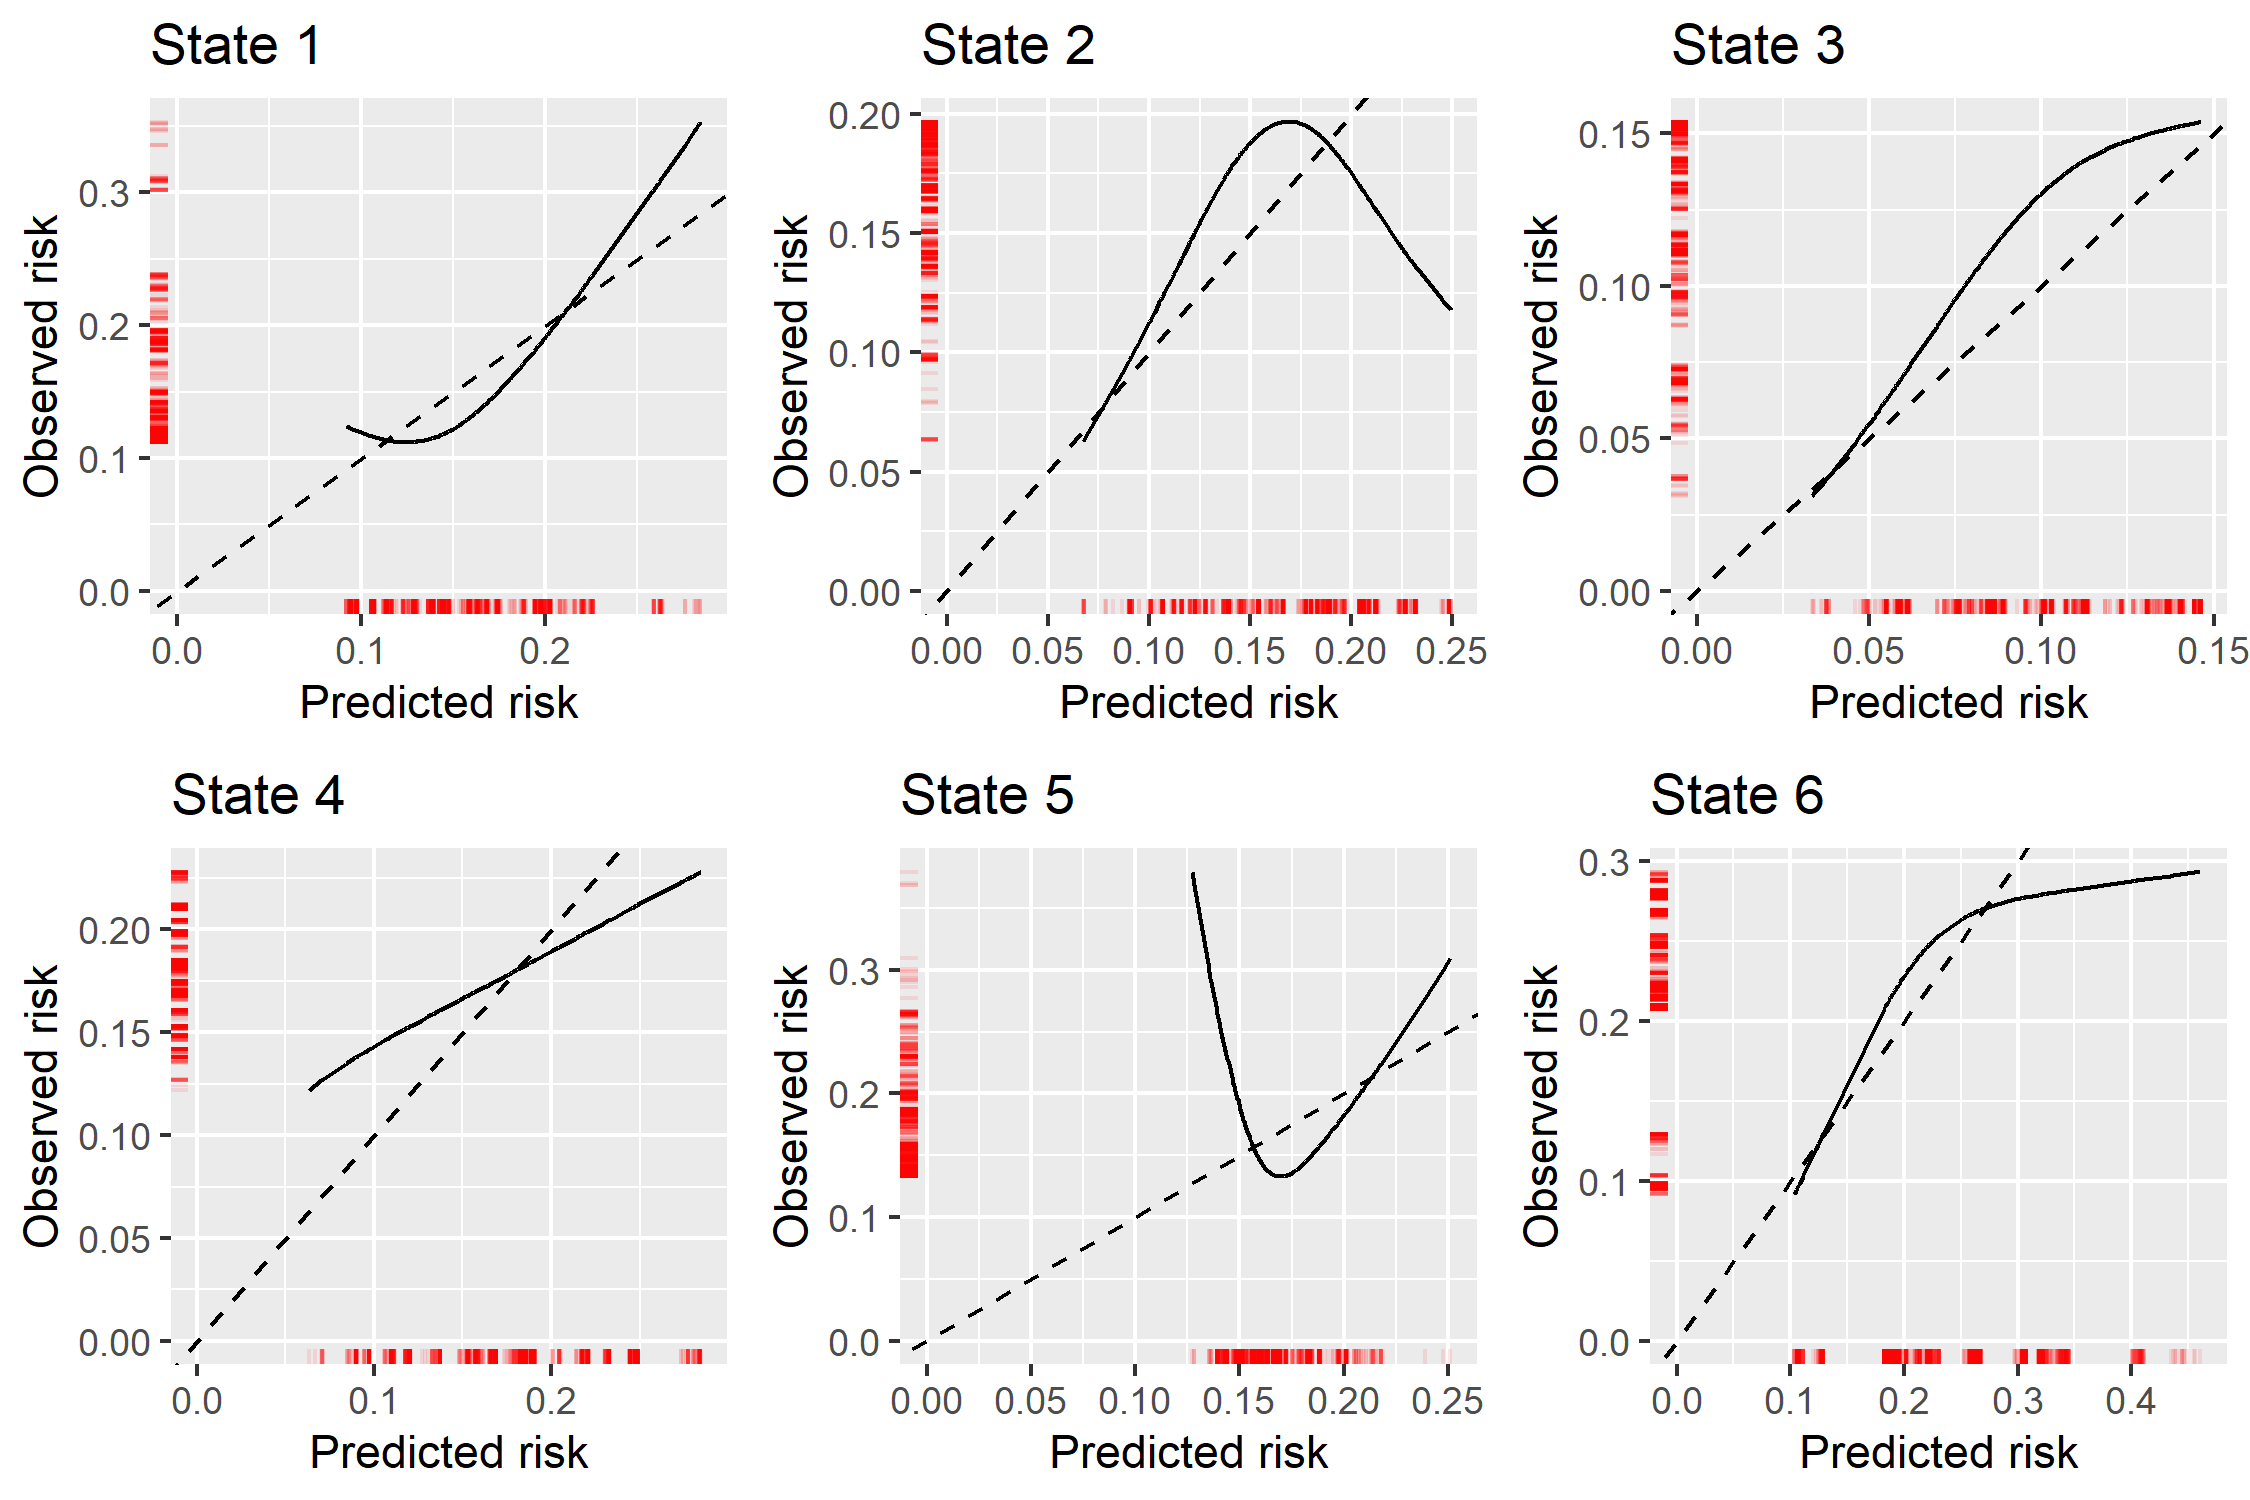 State 1
State 2
State 3
Observed risk
0.3
0.2
0.1
0.0
0.0 0.1 0.2
Predicted risk
Observed risk
0.20
0.15
0.10
0.05
0.00
0.00 0.05 0.10 0.15 0.20 0.25
Predicted risk
Observed risk
0.15
0.10
0.05
0.00
0.00 0.05 0.10 0.15
Predicted risk
State 4
State 5
State 6
Observed risk
0.20
0.15
0.10
0.05
0.00
0.0 0.1 0.2
Predicted risk
Observed risk
0.3
0.2
0.1
0.0
0.00 0.05 0.10 0.15 0.20 0.25
Predicted risk
Observed risk
0.3
0.2
0.1
0.0
0.0 0.1 0.2 0.3 0.4
Predicted risk